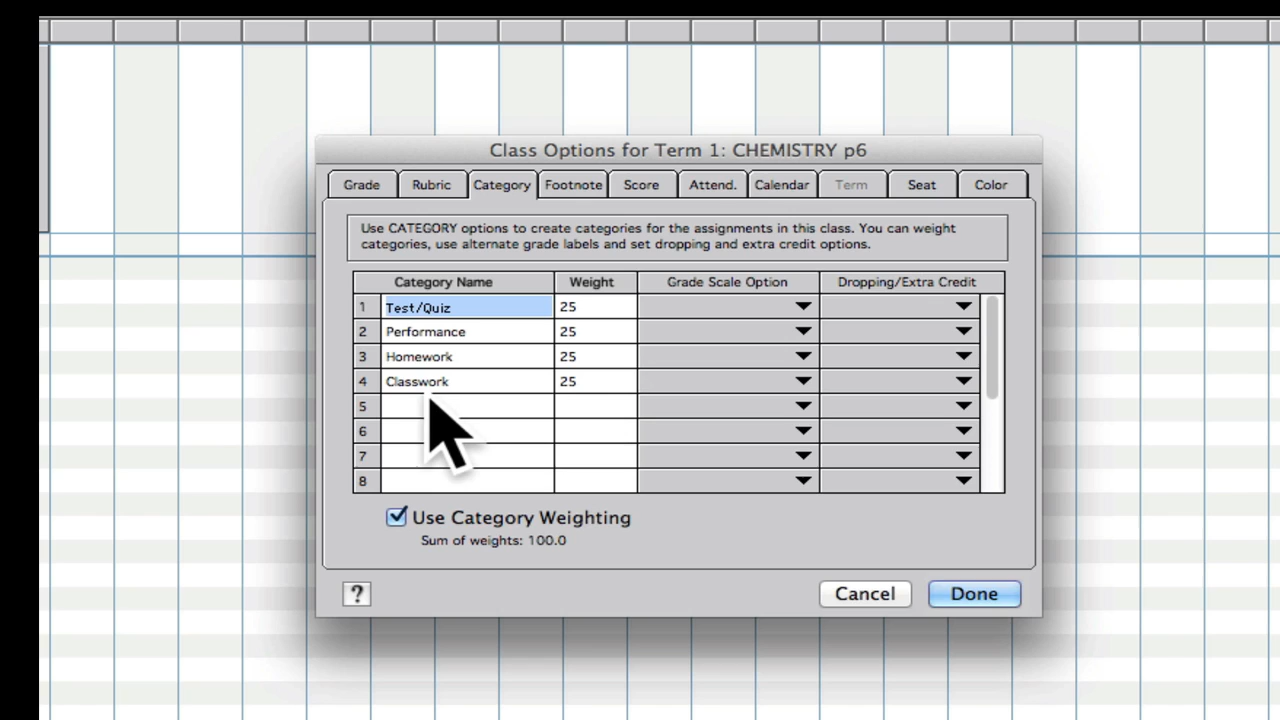 Class Options for Term 1: CHEMISTRY p6
Grade Rubric Category Footnote Score Attend. Calendar Term Seat Color
Use CATEGORY options to create categories for the assignments in this class. You can weight
categories, use alternate grade labels and set dropping and extra credit options.
Category Name Weight Grade Scale Option Dropping/Extra Credit
1 Test/Quiz 25
2 Performance 25
3 Homework 25
4 Classwork 25
5
6
7
8
Use Category Weighting
Sum of weights: 100.0
? Cancel Done